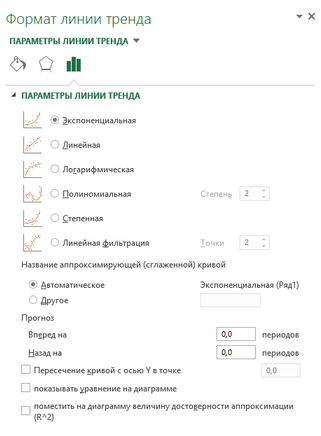 Формат линии тренда
ПАРАМЕТРЫ ЛИНИИ ТРЕНДА
ПАРАМЕТРЫ ЛИНИИ ТРЕНДА
Экспоненциальная
Линейная
Логарифмическая
Полиномиальная Степень 2
Степенная
Линейная фильтрация Точки 2
Название аппроксимирующей (сглаженной) кривой
Автоматическое Экспоненциальная (Ряд1)
Другое
Прогноз
Вперед на 0,0 периодов
Назад на 0,0 периодов
Пересечение кривой с осью Y в точке 0,0
показывать уравнение на диаграмме
поместить на диаграмму величину достоверности аппроксимации
(R^2)